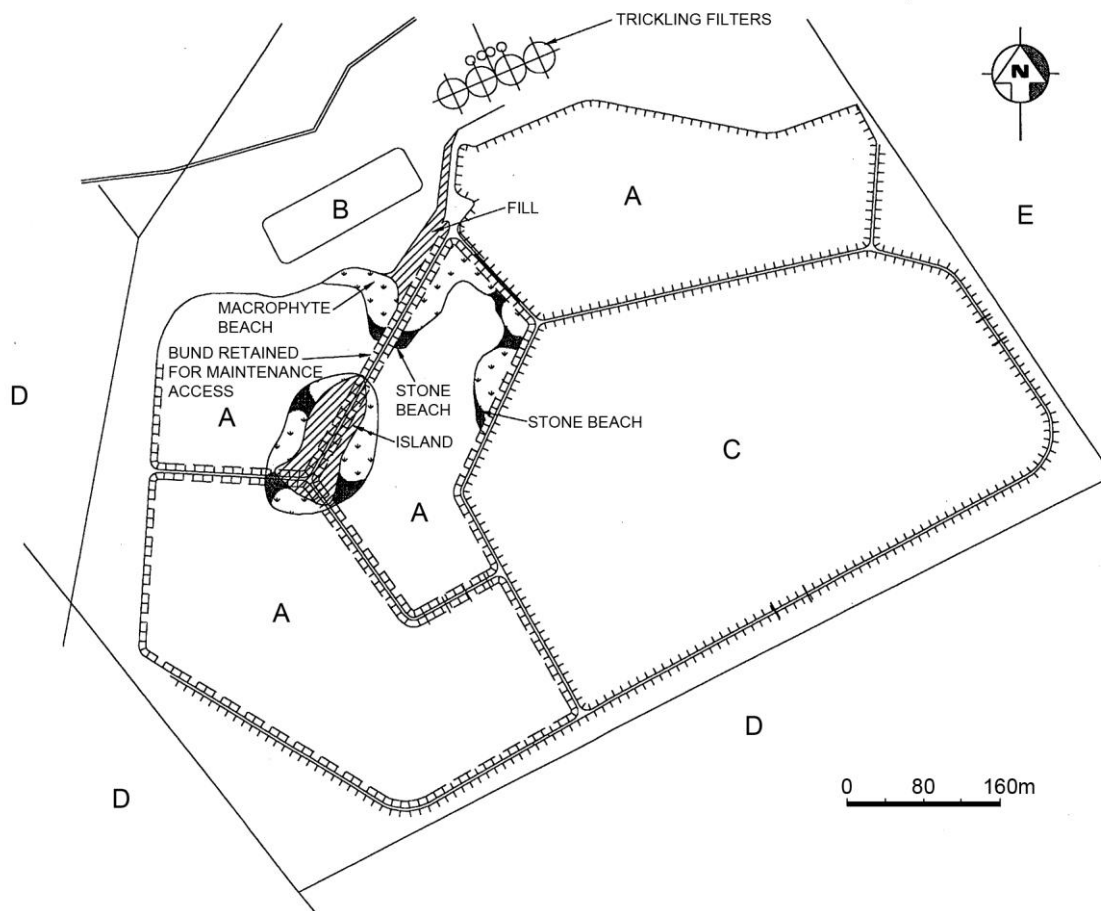 TRICKLING FILTERS
N
A
E
B
FILL
MACROPHYTE
BEACH
BUND RETAINED
FOR MAINTENANCE
ACCESS
STONE
BEACH
D
A
ISLAND
STONE BEACH
C
A
A
D
D
0 80 160m